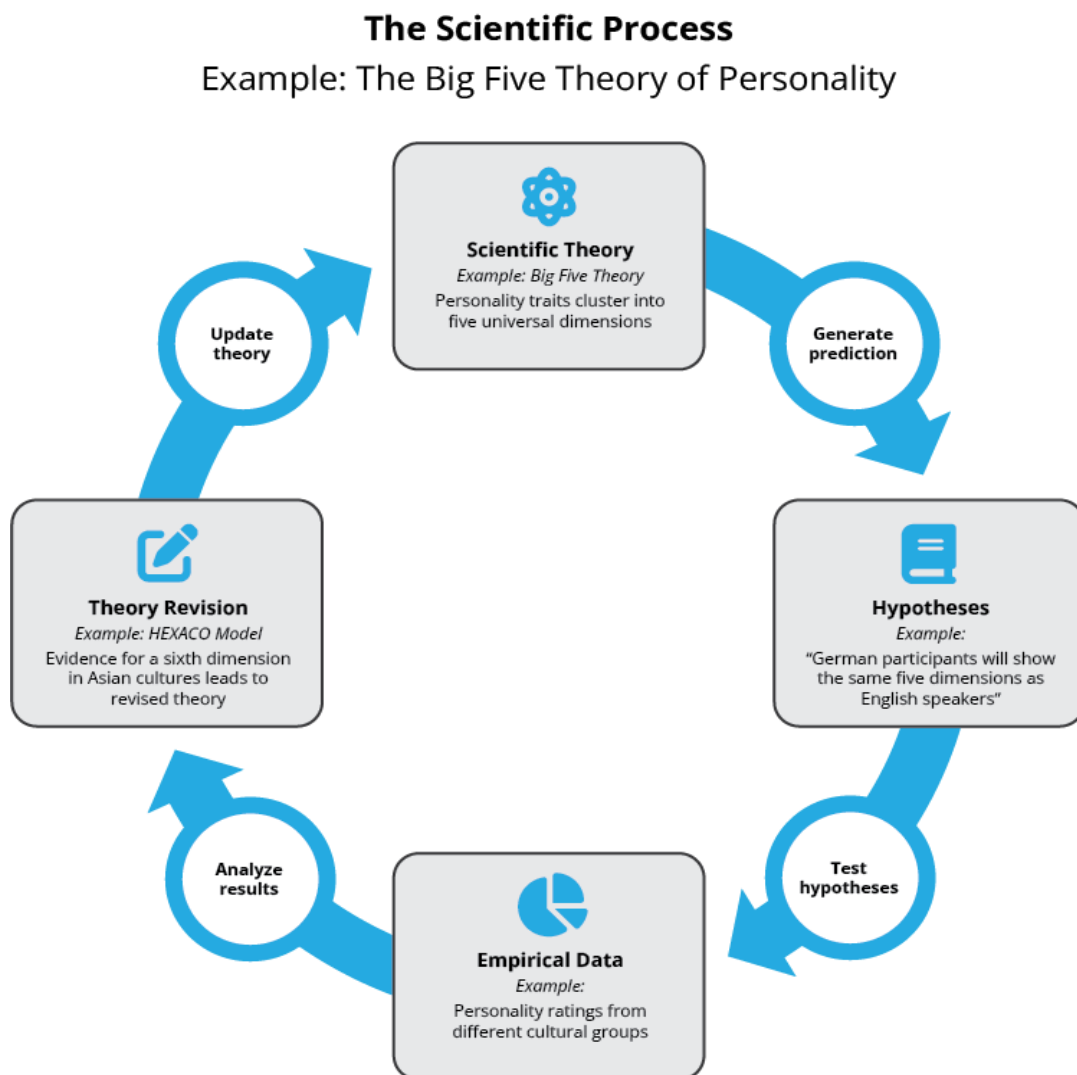 The Scientific Process
Example: The Big Five Theory of Personality
Scientific Theory
Example: Big Five Theory
Personality traits cluster into
five universal dimensions
Generate
prediction
Hypotheses
Example:
“German participants will show
the same five dimensions as
English speakers”
Test
hypotheses
Empirical Data
Example:
Personality ratings from
different cultural groups
Analyze
results
Theory Revision
Example: HEXACO Model
Evidence for a sixth dimension
in Asian cultures leads to
revised theory
Update
theory